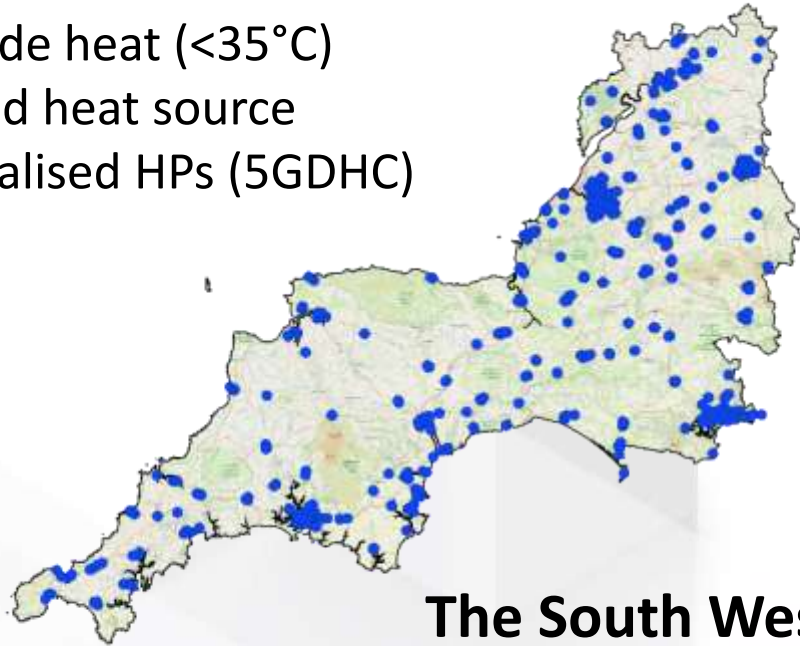 de heat (<35°C)
d heat source
alised HPs (5GDHC)
The South Wes